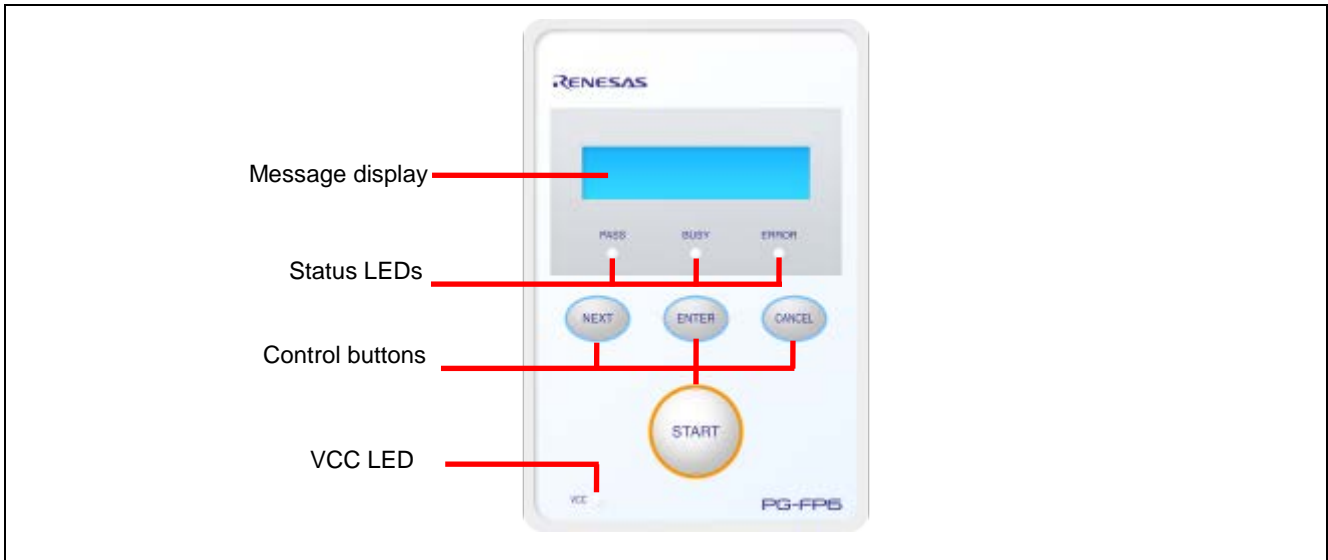 RENESAS
Message display
PASS BUSY ERROR
Status LEDs
NEXT ENTER CANCEL
Control buttons
START
VCC LED
VCC
PG-FP6